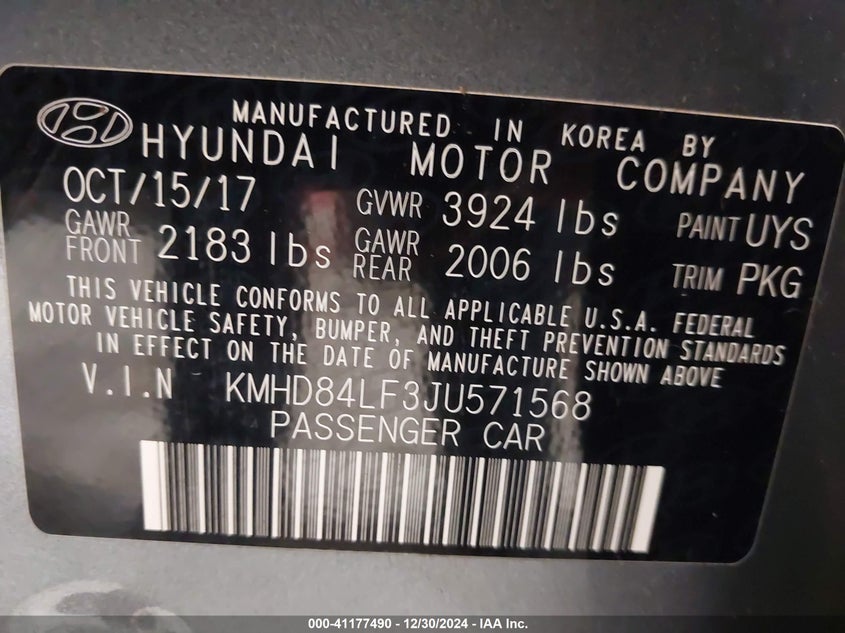 MANUFACTURED IN KOREA BY
HYUNDAI MOTOR COMPANY
OCT/15/17 GVWR 3924 lbs PAINT UYS
GAWR FRONT 2183 lbs GAWR REAR 2006 lbs TRIM PKG
THIS VEHICLE CONFORMS TO ALL APPLICABLE U.S.A. FEDERAL
MOTOR VEHICLE SAFETY, BUMPER, AND THEFT PREVENTION STANDARDS
IN EFFECT ON THE DATE OF MANUFACTURE SHOWN ABOVE
V.I.N KMHD84LF3JU571568
PASSENGER CAR
000-41177490 - 12/30/2024 - IAA Inc.